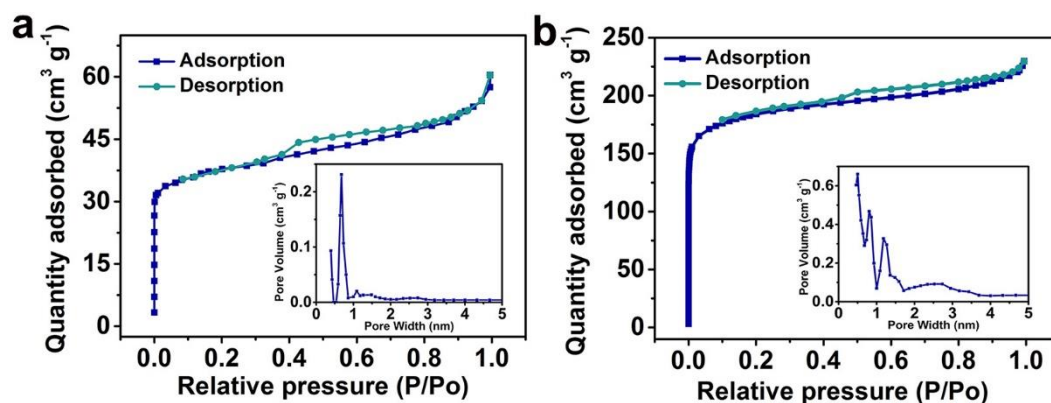 a
Quantity adsorbed (cm³ g⁻¹)
60
45
30
15
0
Adsorption
Desorption
Pore Volume (cm³ g⁻¹)
0.2
0.1
0.0
0 1 2 3 4 5
Pore Width (nm)
0.0 0.2 0.4 0.6 0.8 1.0
Relative pressure (P/Po)
b
Quantity adsorbed (cm³ g⁻¹)
250
200
150
100
50
0
Adsorption
Desorption
Pore Volume (cm³ g⁻¹)
0.6
0.4
0.2
0.0
0 1 2 3 4 5
Pore Width (nm)
0.0 0.2 0.4 0.6 0.8 1.0
Relative pressure (P/Po)